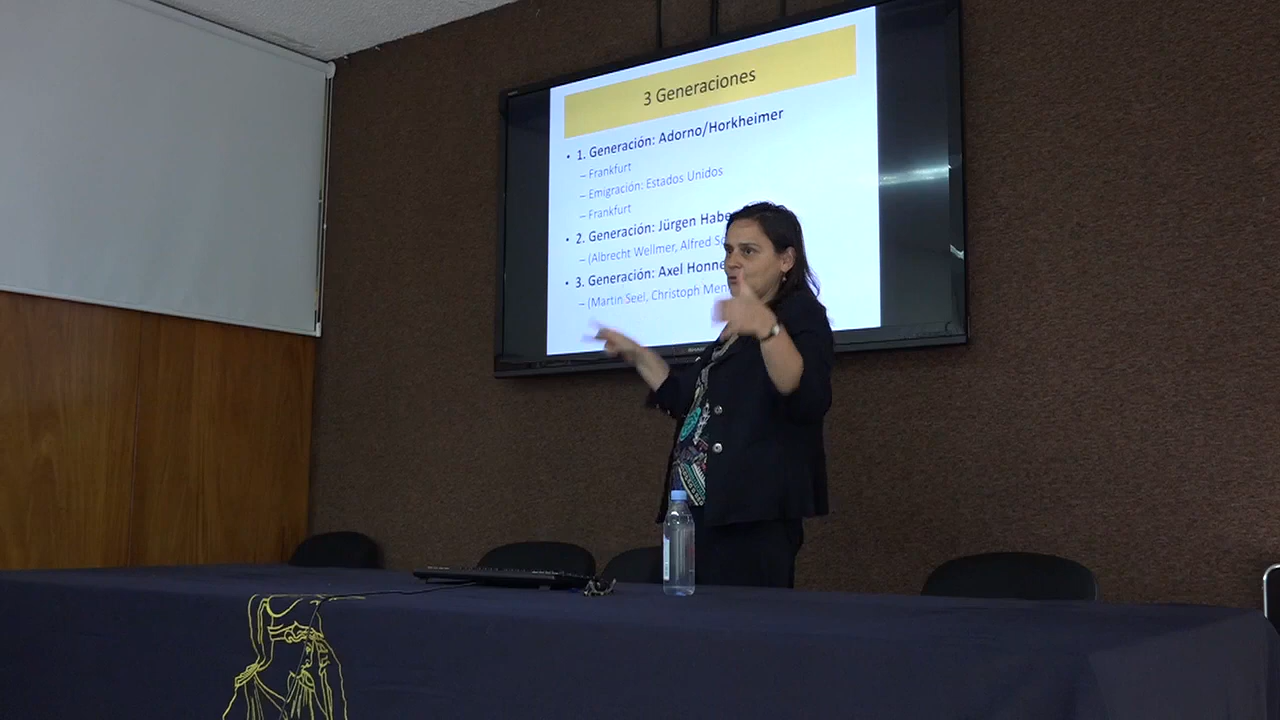 3 Generaciones
• 1. Generación: Adorno/Horkheimer
– Frankfurt
– Emigración: Estados Unidos
– Frankfurt
• 2. Generación: Jürgen
– (Albrecht Wellmer, Alfred
• 3. Generación: Axel
– (Martin Seel, Christoph